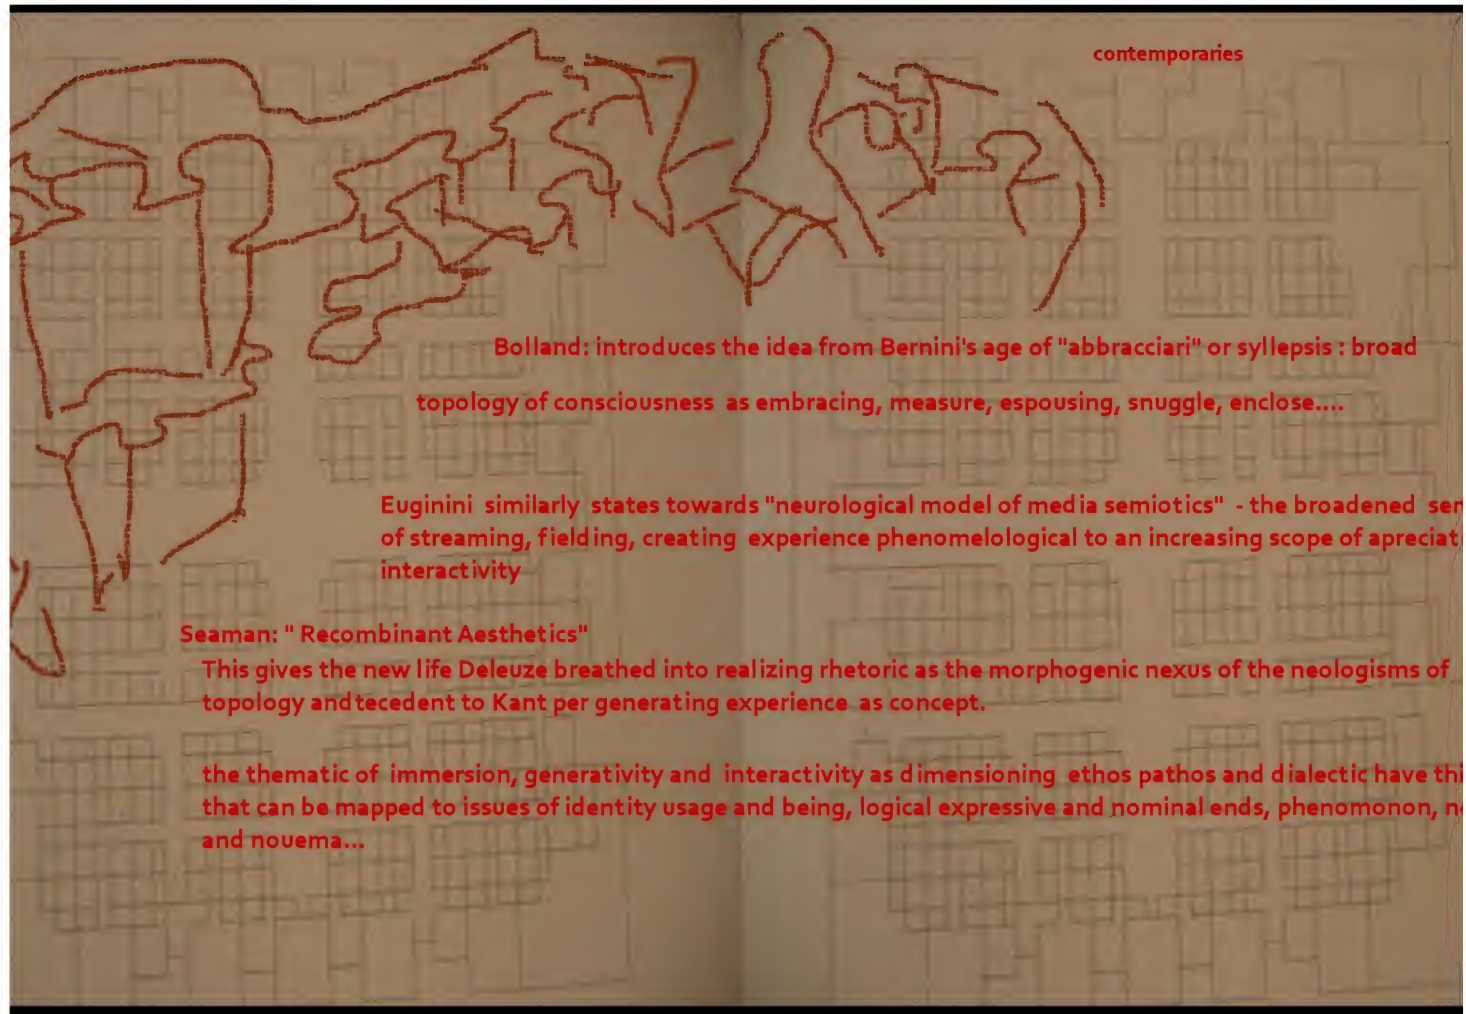 contemporaries
Bolland: introduces the idea from Bernini's age of "abbracciari" or syllepsis : broad
topology of consciousness as embracing, measure, espousing, snuggle, enclose....
Euginini similarly states towards "neurological model of media semiotics" - the broadened
of streaming, fielding, creating experience phenomelological to an increasing scope of
interactivity
Seaman: " Recombinant Aesthetics"
This gives the new life Deleuze breathed into realizing rhetoric as the morphogenic nexus of the neologisms of
topology andtecedent to Kant per generating experience as concept.
the thematic of immersion, generativity and interactivity as dimensioning ethos pathos and dialectic have
that can be mapped to issues of identity usage and being, logical expressive and nominal ends, phenomonon,
and nouema...